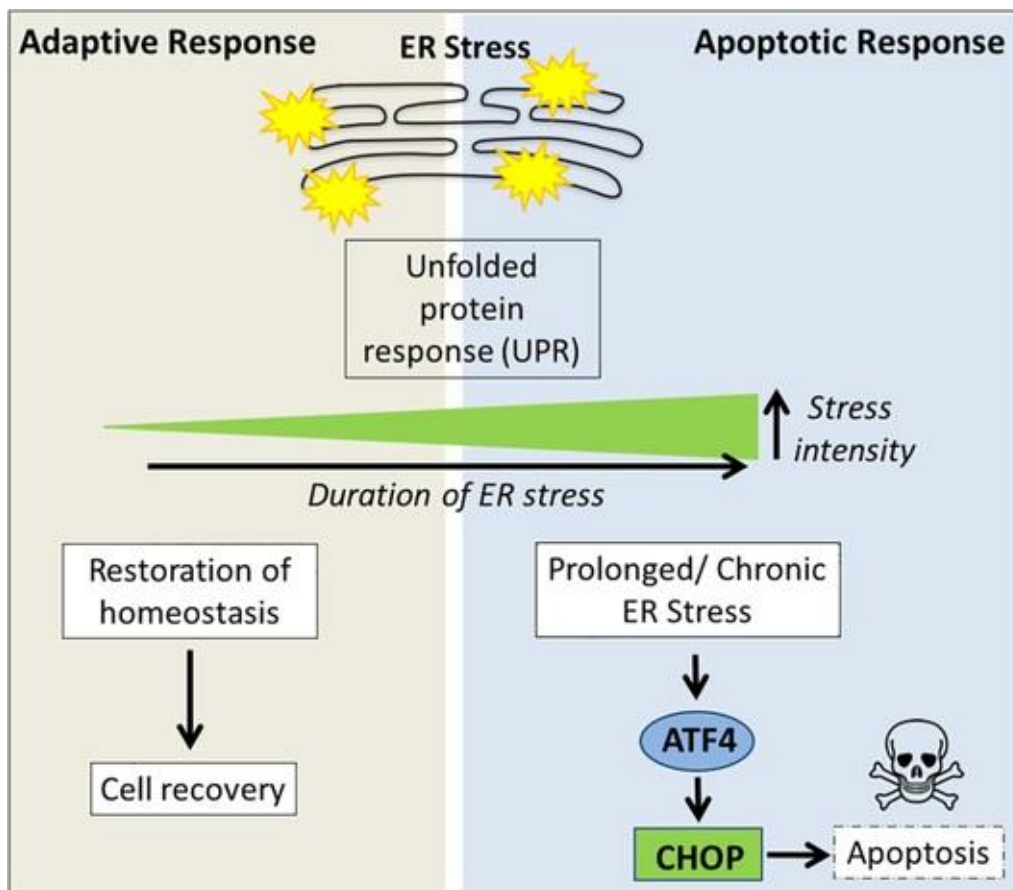 Adaptive Response
ER Stress
Apoptotic Response
Unfolded
protein
response (UPR)
Stress
intensity
Duration of ER stress
Restoration of
homeostasis
Cell recovery
Prolonged/ Chronic
ER Stress
ATF4
CHOP
Apoptosis